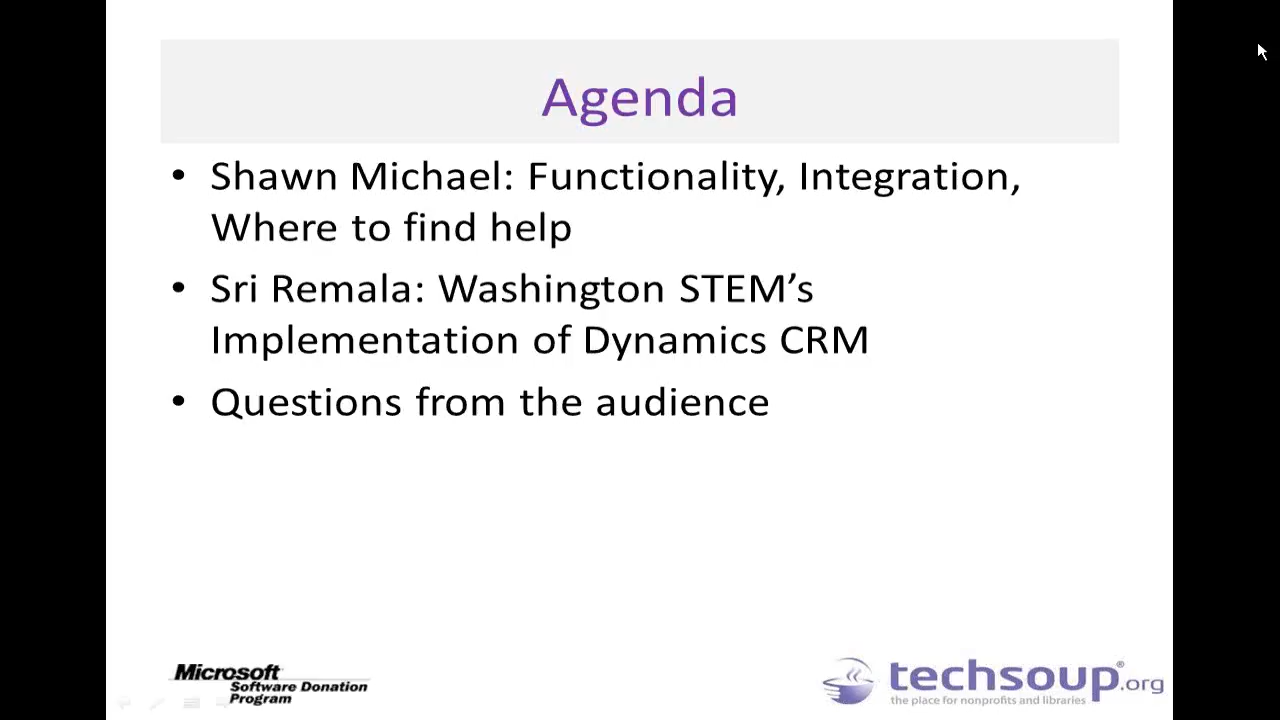 Agenda
• Shawn Michael: Functionality, Integration,
Where to find help
• Sri Remala: Washington STEM’s
Implementation of Dynamics CRM
• Questions from the audience
Microsoft
Software Donation
Program
techsoup®.org
the place for nonprofits and libraries